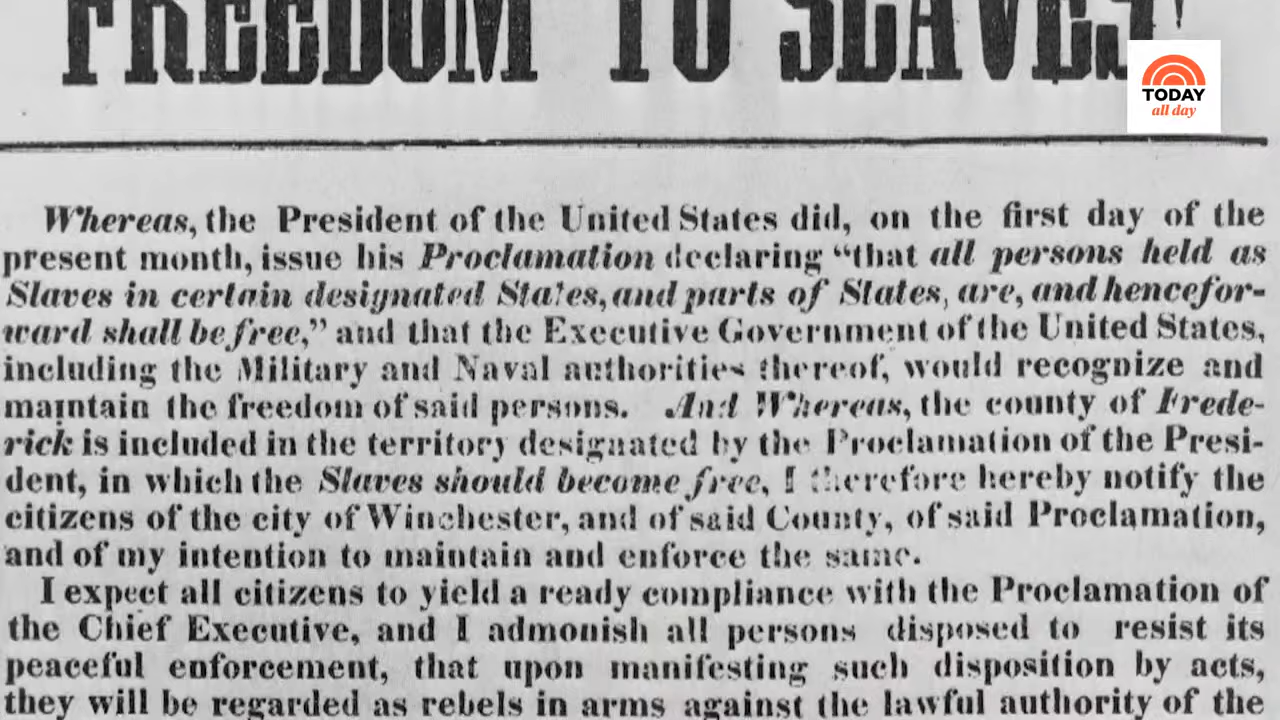 FREEDOM TO SLAVES!
TODAY
all day
Whereas, the President of the United States did, on the first day of the
present month, issue his Proclamation declaring "that all persons held as
Slaves in certain designated States, and parts of States, are, and hencefor-
ward shall be free," and that the Executive Government of the United States,
including the Military and Naval authorities thereof, would recognize and
maintain the freedom of said persons. And Whereas, the county of Frede-
rick is included in the territory designated by the Proclamation of the Presi-
dent, in which the Slaves should become free, I therefore hereby notify the
citizens of the city of Winchester, and of said County, of said Proclamation,
and of my intention to maintain and enforce the same.
I expect all citizens to yield a ready compliance with the Proclamation of
the Chief Executive, and I admonish all persons disposed to resist its
peaceful enforcement, that upon manifesting such disposition by acts,
they will be regarded as rebels in arms against the lawful authority of the